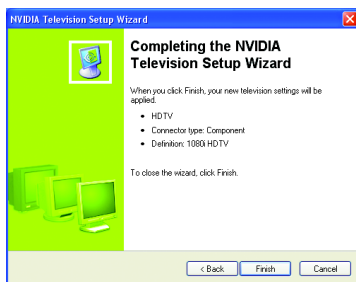 NVIDIA Television Setup Wizard
Completing the NVIDIA
Television Setup Wizard
When you click Finish, your new television settings will be
applied.
• HDTV
• Connector type: Component
• Definition: 1080i HDTV
To close the wizard, click Finish.
< Back
Finish
Cancel